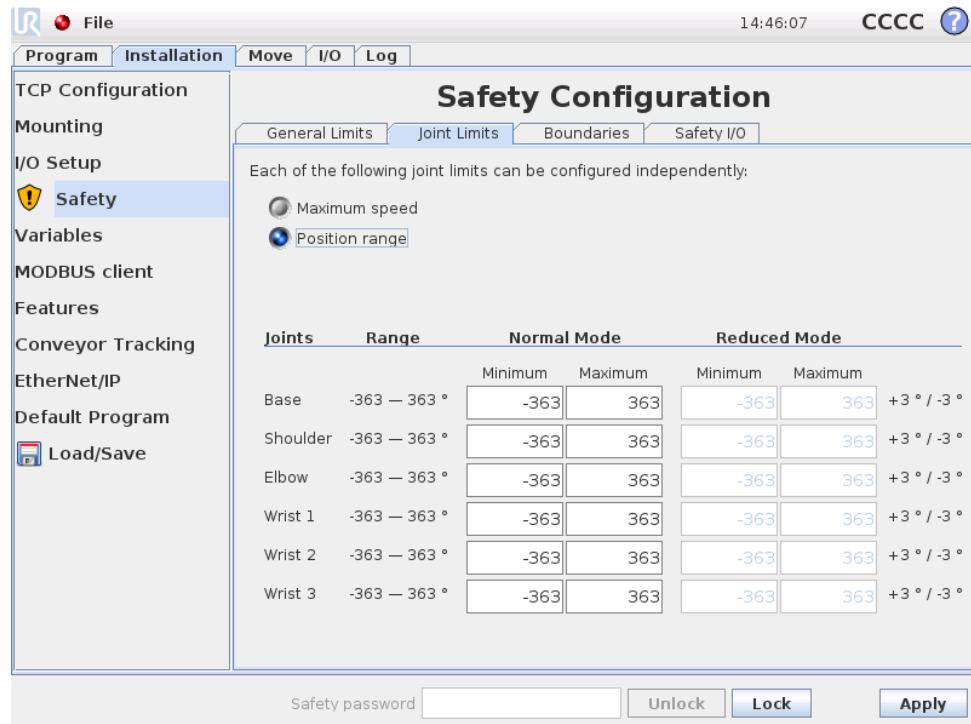 UR File 14:46:07 CCCC ?
Program Installation Move I/O Log
TCP Configuration
Mounting
I/O Setup
Safety
Variables
MODBUS client
Features
Conveyor Tracking
EtherNet/IP
Default Program
Load/Save
Safety Configuration
General Limits Joint Limits Boundaries Safety I/O
Each of the following joint limits can be configured independently:
Maximum speed
Position range
Joints Range Normal Mode Reduced Mode
Minimum Maximum Minimum Maximum
Base -363 — 363 ° -363 363 -363 363 +3 ° / -3 °
Shoulder -363 — 363 ° -363 363 -363 363 +3 ° / -3 °
Elbow -363 — 363 ° -363 363 -363 363 +3 ° / -3 °
Wrist 1 -363 — 363 ° -363 363 -363 363 +3 ° / -3 °
Wrist 2 -363 — 363 ° -363 363 -363 363 +3 ° / -3 °
Wrist 3 -363 — 363 ° -363 363 -363 363 +3 ° / -3 °
Safety password Unlock Lock Apply